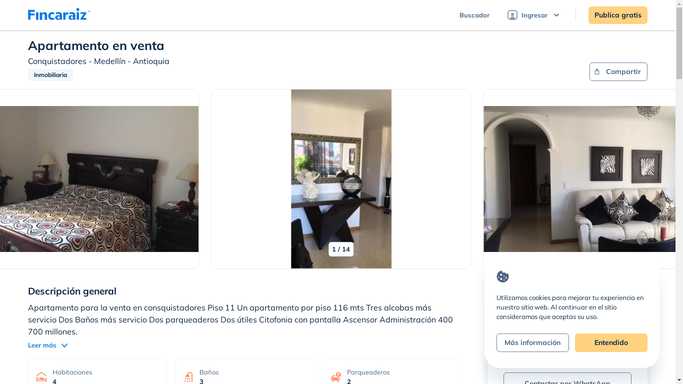 Fincaraiz
Buscador
Ingresar
Publica gratis
Apartamento en venta
Conquistadores - Medellín - Antioquia
Inmobiliaria
Compartir
1 / 14
Descripción general
Apartamento para la venta en consquistadores Piso 11 Un apartamento por piso 116 mts Tres alcobas más
servicio Dos Baños más servicio Dos parqueaderos Dos útiles Citofonia con pantalla Ascensor Administración 400
700 millones.
Leer más
Habitaciones
4
Baños
3
Parqueaderos
2
Utilizamos cookies para mejorar tu experiencia en
nuestro sitio web. Al continuar en el sitio
consideramos que aceptas su uso.
Más información
Entendido
Contactar por WhatsApp